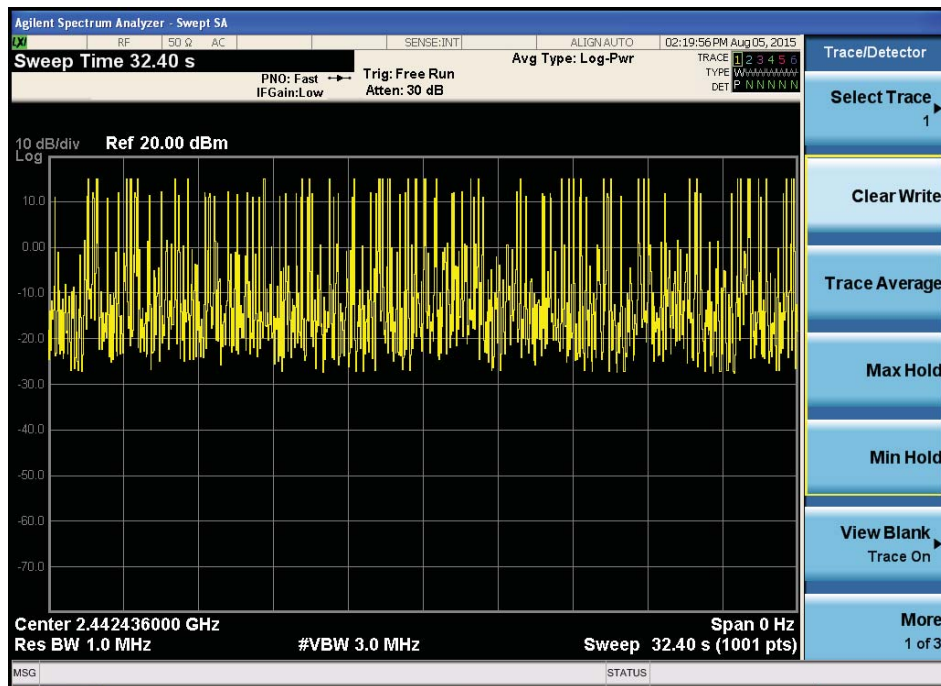 Agilent Spectrum Analyzer - Swept SA
LXI RF 50 Ω AC SENSE:INT ALIGN AUTO 02:19:56 PM Aug 05, 2015
Sweep Time 32.40 s
Avg Type: Log-Pwr
TRACE 1 2 3 4 5 6
PNO: Fast Trig: Free Run
TYPE
IFGain:Low Atten: 30 dB
DET P N N N N N
10 dB/div Ref 20.00 dBm
Log
10.0
0.00
-10.0
-20.0
-30.0
-40.0
-50.0
-60.0
-70.0
Center 2.442436000 GHz Span 0 Hz
Res BW 1.0 MHz #VBW 3.0 MHz Sweep 32.40 s (1001 pts)
MSG STATUS
Trace/Detector
Select Trace
1
Clear Write
Trace Average
Max Hold
Min Hold
View Blank
Trace On
More
1 of 3